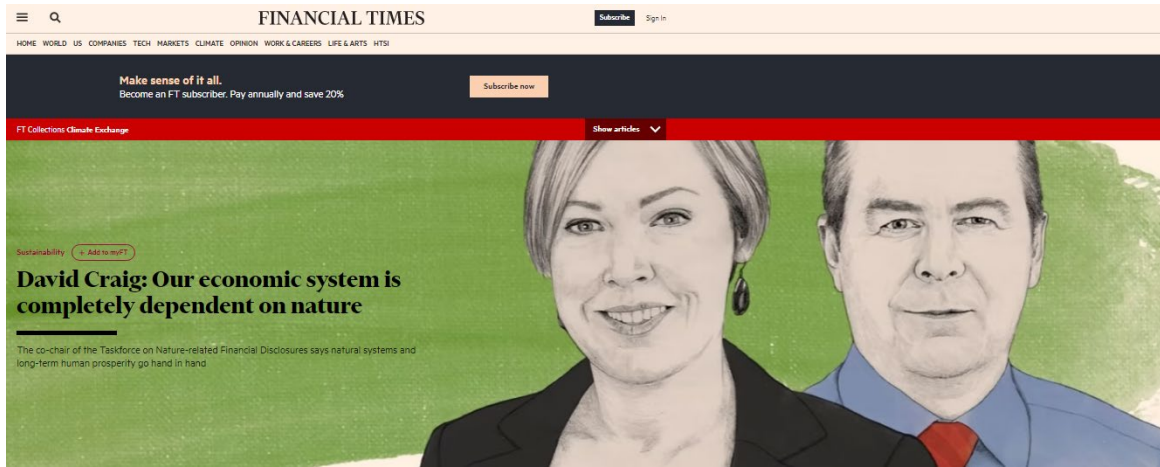 FINANCIAL TIMES
Subscribe
Sign In
HOME WORLD US COMPANIES TECH MARKETS CLIMATE OPINION WORK & CAREERS LIFE & ARTS HTSI
Make sense of it all.
Become an FT subscriber. Pay annually and save 20%
Subscribe now
FT Collections Climate Exchange
Show articles
Sustainability
+ Add to myFT
David Craig: Our economic system is
completely dependent on nature
The co-chair of the Taskforce on Nature-related Financial Disclosures says natural systems and
long-term human prosperity go hand in hand